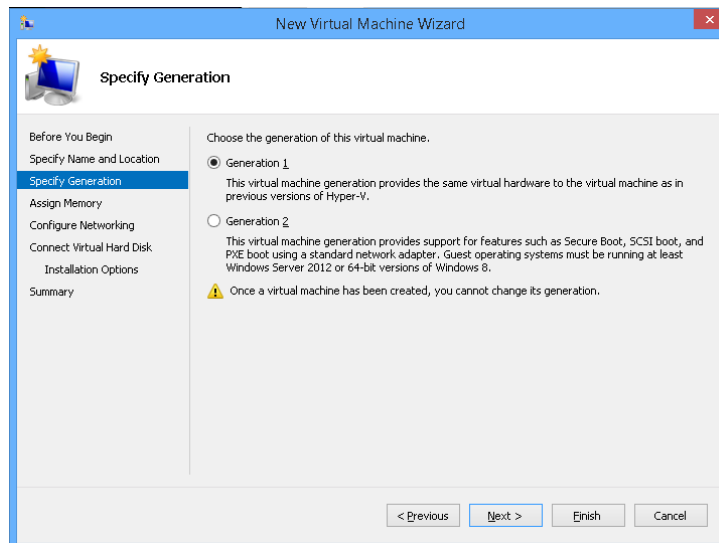 New Virtual Machine Wizard
Specify Generation
Before You Begin
Specify Name and Location
Specify Generation
Assign Memory
Configure Networking
Connect Virtual Hard Disk
Installation Options
Summary
Choose the generation of this virtual machine.
Generation 1
This virtual machine generation provides the same virtual hardware to the virtual machine as in
previous versions of Hyper-V.
Generation 2
This virtual machine generation provides support for features such as Secure Boot, SCSI boot, and
PXE boot using a standard network adapter. Guest operating systems must be running at least
Windows Server 2012 or 64-bit versions of Windows 8.
Once a virtual machine has been created, you cannot change its generation.
< Previous
Next >
Finish
Cancel